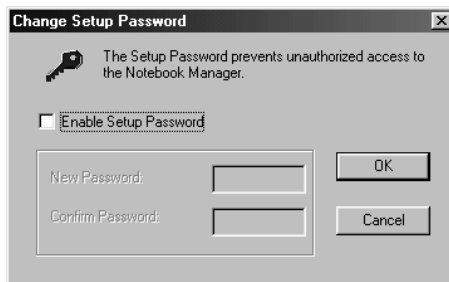 Change Setup Password
The Setup Password prevents unauthorized access to
the Notebook Manager.
Enable Setup Password
New Password:
OK
Confirm Password:
Cancel